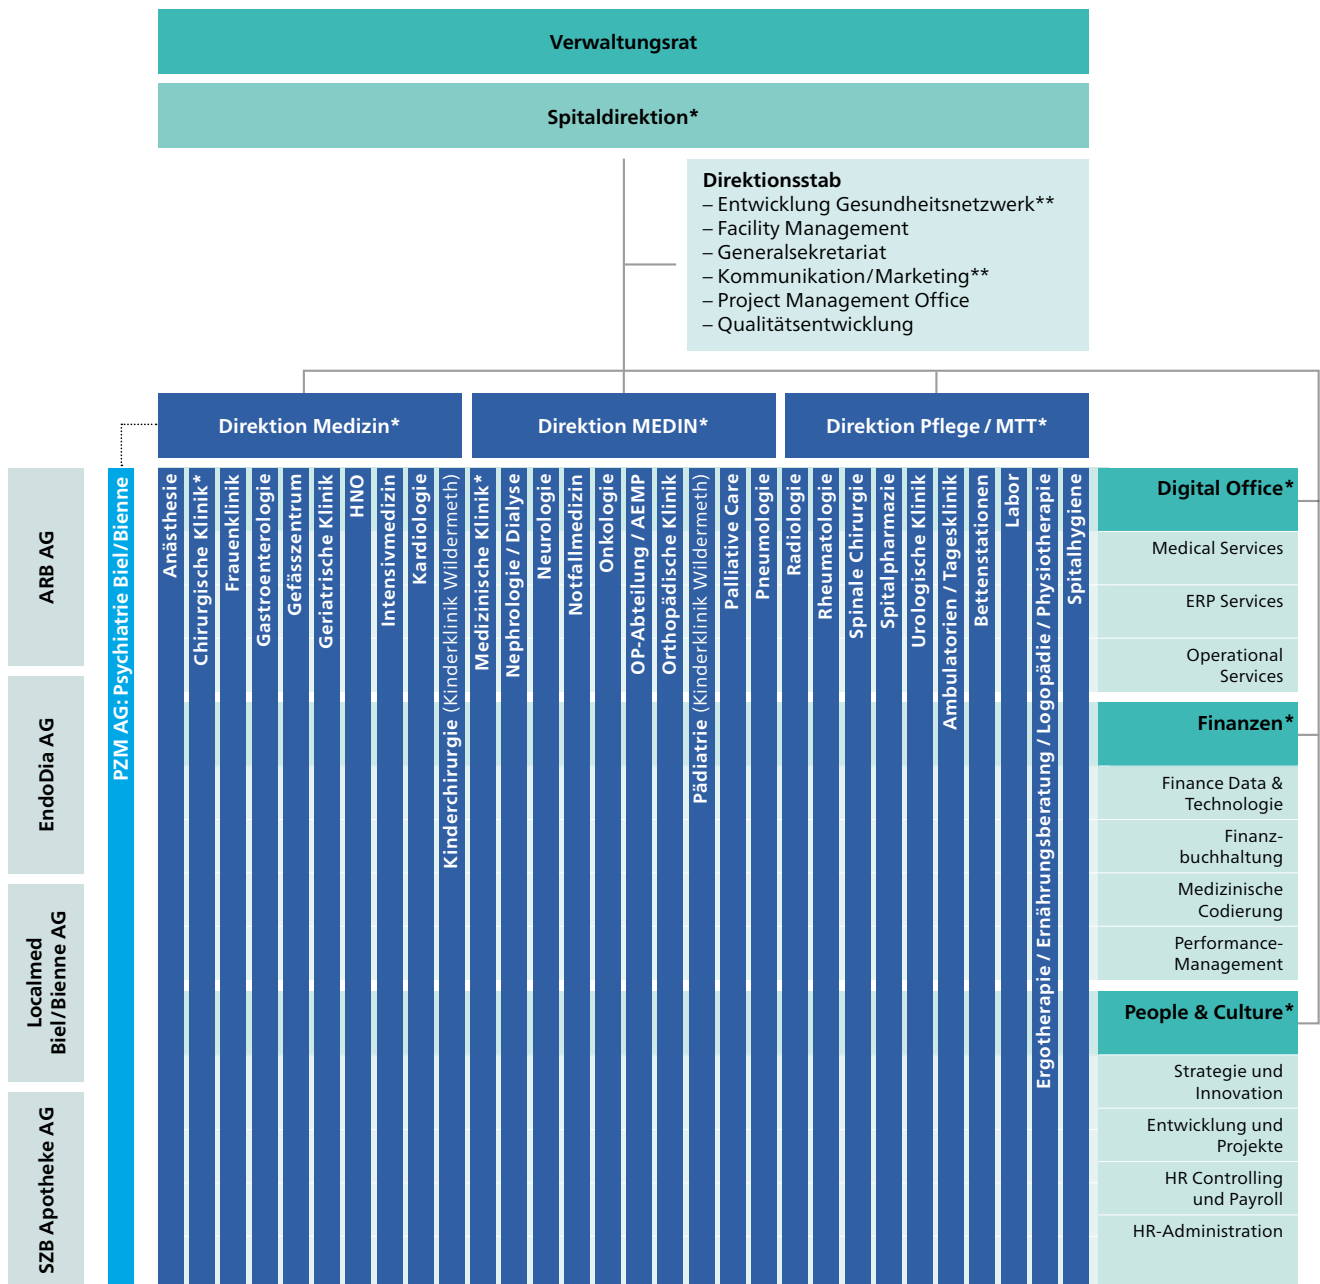 Verwaltungsrat
Spitaldirektion*
Direktionsstab
– Entwicklung Gesundheitsnetzwerk**
– Facility Management
– Generalsekretariat
– Kommunikation/Marketing**
– Project Management Office
– Qualitätsentwicklung
Direktion Medizin*
Direktion MEDIN*
Direktion Pflege / MTT*
ARB AG
EndoDia AG
Localmed
Biel/Bienne AG
SZB Apotheke AG
PZM AG: Psychiatrie Biel/Bienne
Anästhesie
Chirurgische Klinik*
Frauenklinik
Gastroenterologie
Gefässzentrum
Geriatrische Klinik
HNO
Intensivmedizin
Kardiologie
Kinderchirurgie (Kinderklinik Wildermeth)
Medizinische Klinik*
Nephrologie / Dialyse
Neurologie
Notfallmedizin
Onkologie
OP-Abteilung / AEMP
Orthopädische Klinik
Pädiatrie (Kinderklinik Wildermeth)
Palliative Care
Pneumologie
Radiologie
Rheumatologie
Spinale Chirurgie
Spitalpharmazie
Urologische Klinik
Ambulatorien / Tagesklinik
Bettenstationen
Labor
Ergotherapie / Ernährungsberatung / Logopädie / Physiotherapie
Spitalhygiene
Digital Office*
Medical Services
ERP Services
Operational
Services
Finanzen*
Finance Data &
Technologie
Finanz-
buchhaltung
Medizinische
Codierung
Performance-
Management
People & Culture*
Strategie und
Innovation
Entwicklung und
Projekte
HR Controlling
und Payroll
HR-Administration